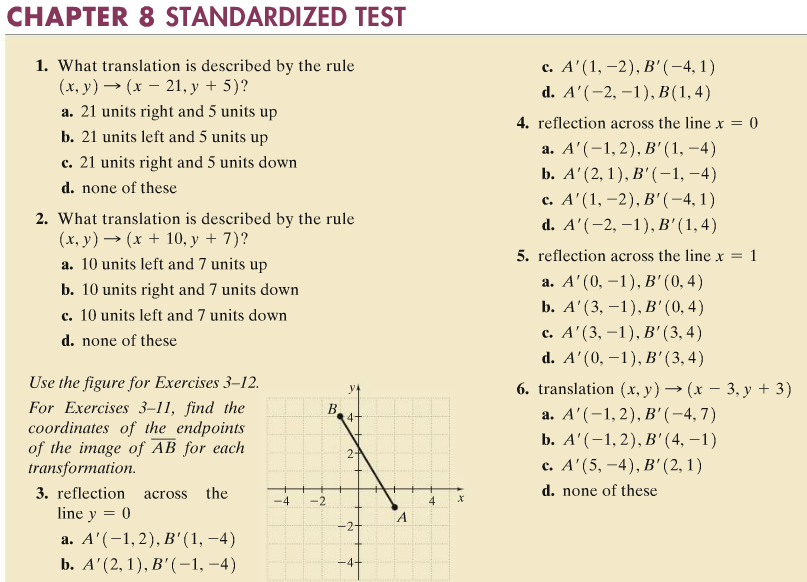 CHAPTER 8 STANDARDIZED TEST
1. What translation is described by the rule
(x, y) → (x − 21, y + 5)?
a. 21 units right and 5 units up
b. 21 units left and 5 units up
c. 21 units right and 5 units down
d. none of these
2. What translation is described by the rule
(x, y) → (x + 10, y + 7)?
a. 10 units left and 7 units up
b. 10 units right and 7 units down
c. 10 units left and 7 units down
d. none of these
Use the figure for Exercises 3–12.
For Exercises 3–11, find the
coordinates of the endpoints
of the image of A̅B̅ for each
transformation.
3. reflection across the
line y = 0
a. A′(−1, 2), B′(1, −4)
b. A′(2, 1), B′(−1, −4)
y
B
4
2
−4 −2 4 x
A
−2
−4
c. A′(1, −2), B′(−4, 1)
d. A′(−2, −1), B(1, 4)
4. reflection across the line x = 0
a. A′(−1, 2), B′(1, −4)
b. A′(2, 1), B′(−1, −4)
c. A′(1, −2), B′(−4, 1)
d. A′(−2, −1), B′(1, 4)
5. reflection across the line x = 1
a. A′(0, −1), B′(0, 4)
b. A′(3, −1), B′(0, 4)
c. A′(3, −1), B′(3, 4)
d. A′(0, −1), B′(3, 4)
6. translation (x, y) → (x − 3, y + 3)
a. A′(−1, 2), B′(−4, 7)
b. A′(−1, 2), B′(4, −1)
c. A′(5, −4), B′(2, 1)
d. none of these